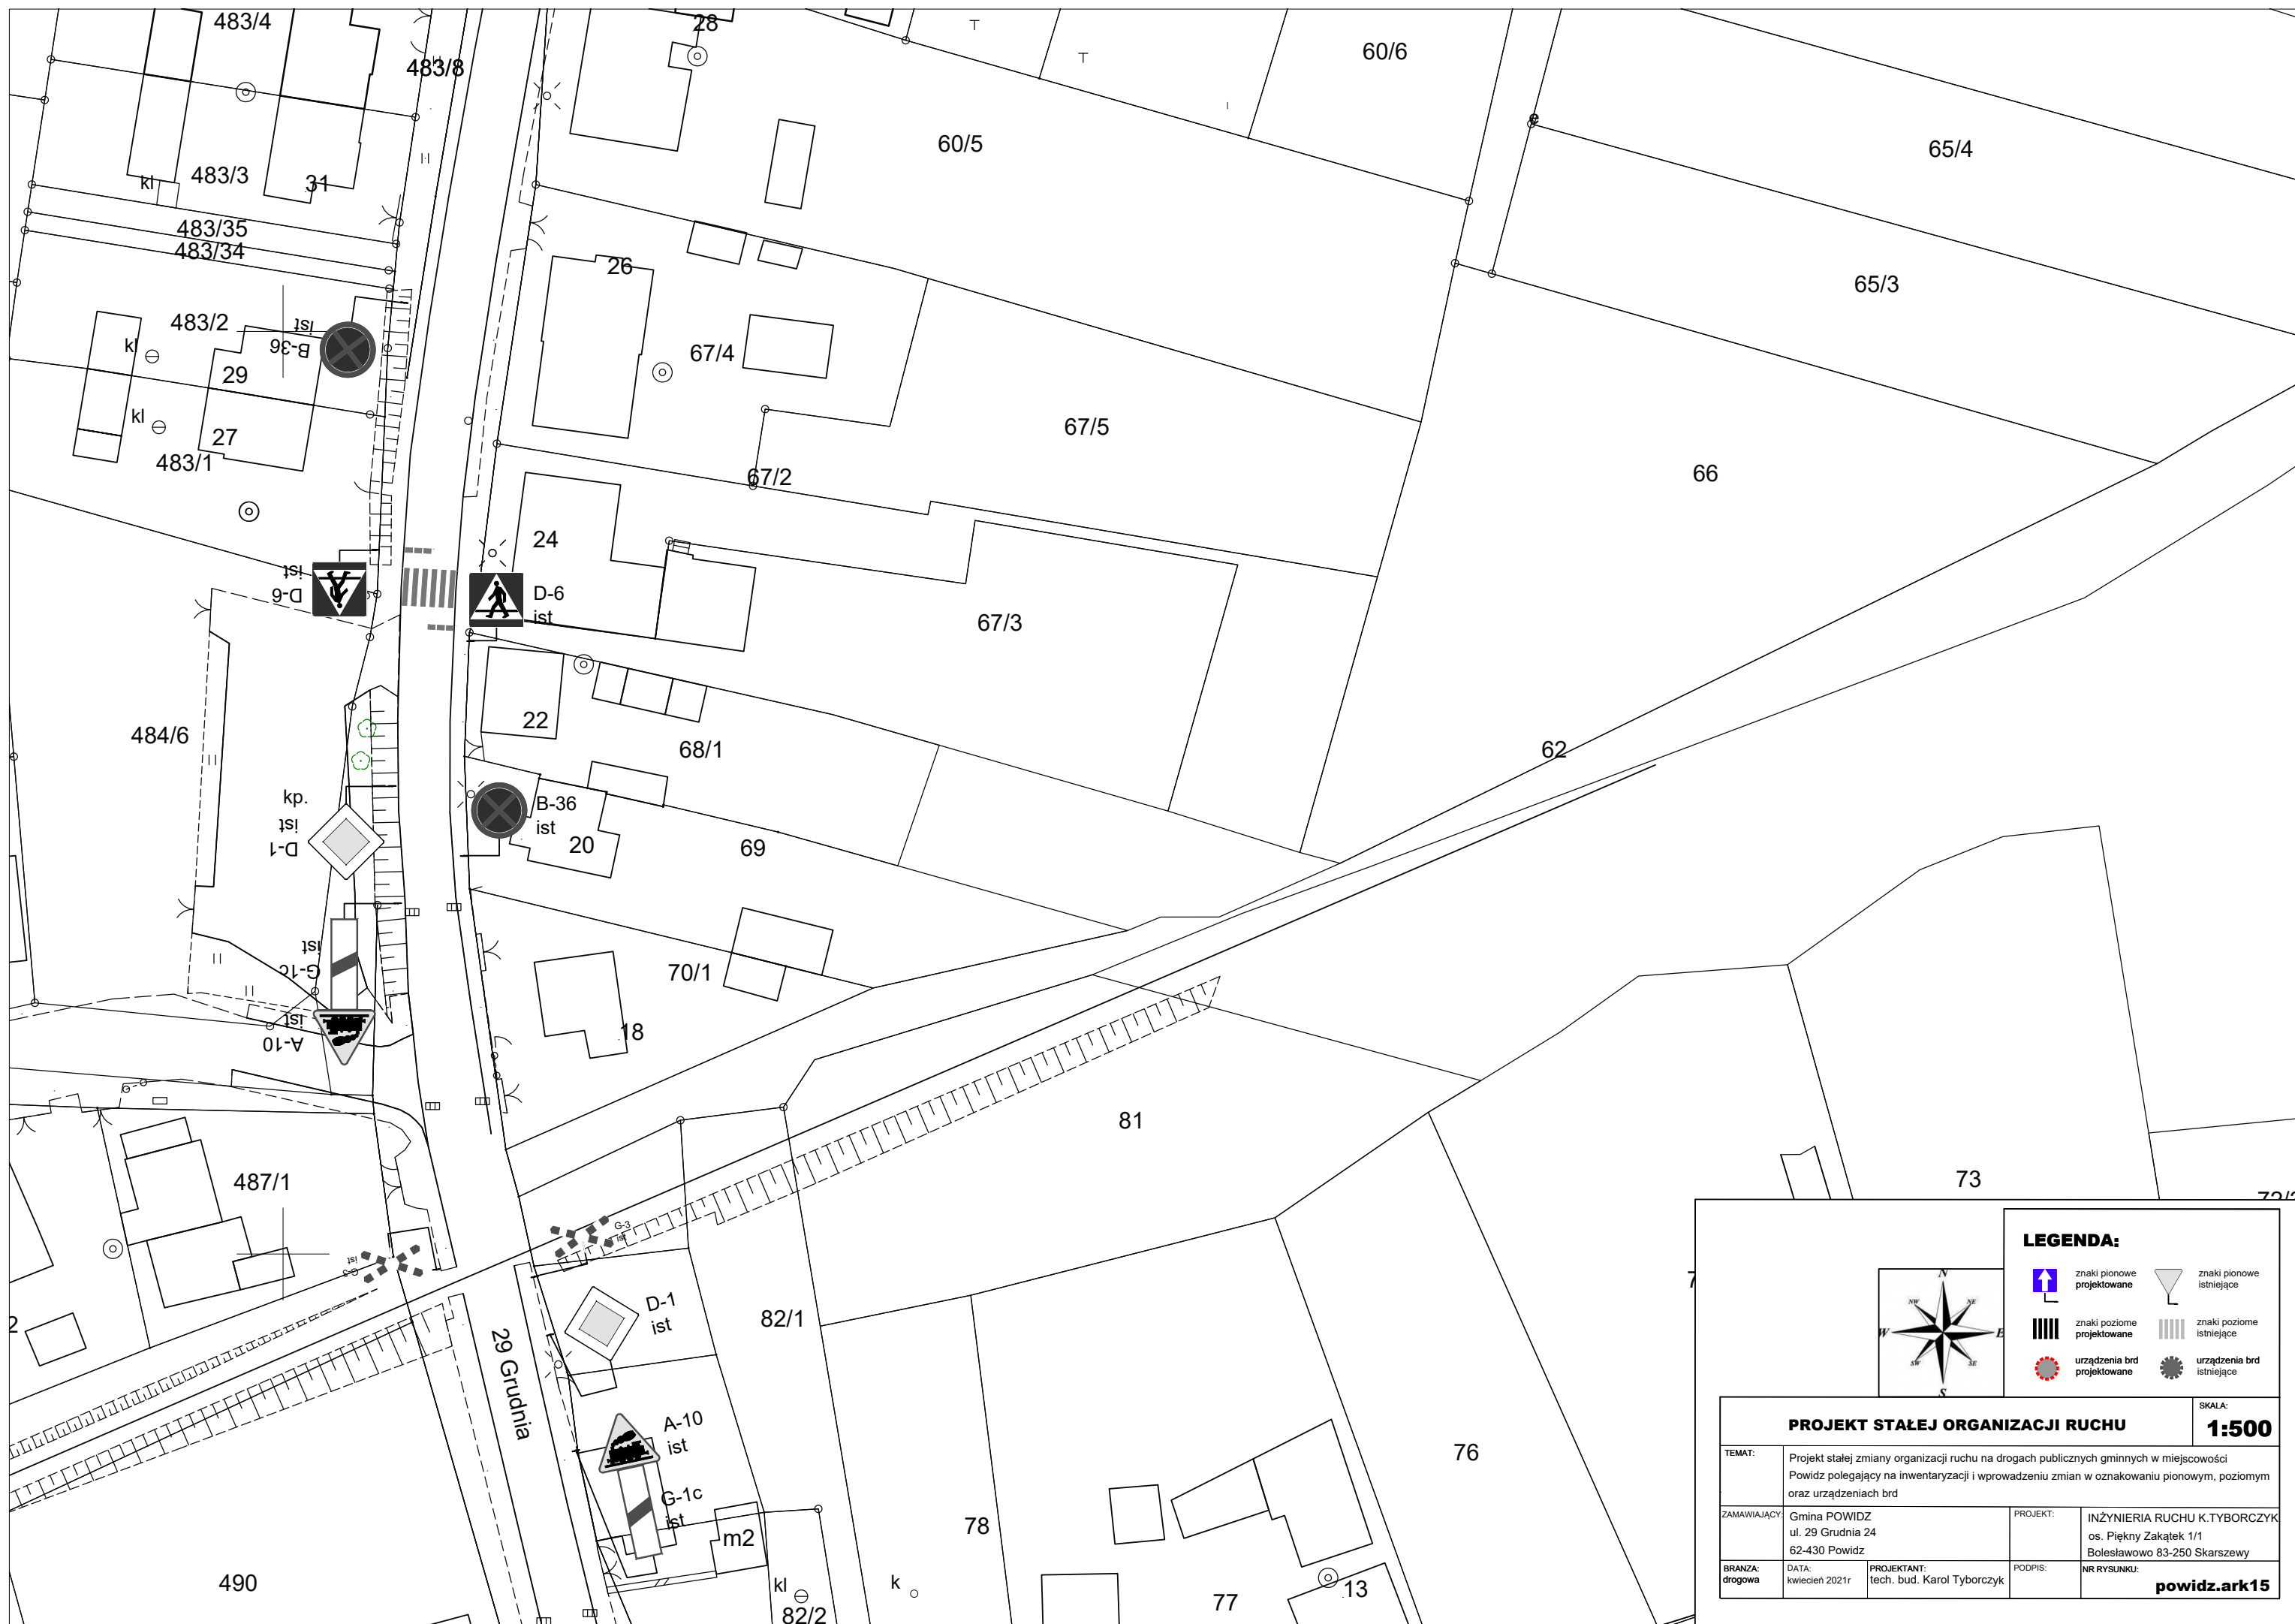 483/4
28
60/6
483/8
60/5
65/4
e
kl
483/3
31
483/35
483/34
26
65/3
483/2
ist
B-36
kl
67/4
29
kl
27
67/5
483/1
67/2
66
24
ist
D-6
D-6
ist
67/3
22
484/6
68/1
62
kp.
ist
D-1
B-36
ist
20
69
ist
G-1c
70/1
ist
A-10
18
81
487/1
73
G-3
ist
ist
G-3
D-1
ist
82/1
29 Grudnia
A-10
ist
G-1c
ist
76
78
m2
490
kl
k
82/2
77
13
LEGENDA:
znaki pionowe
projektowane
znaki pionowe
istniejące
znaki poziome
projektowane
znaki poziome
istniejące
urządzenia brd
projektowane
urządzenia brd
istniejące
N
NW
NE
W
E
SW
SE
S
PROJEKT STAŁEJ ORGANIZACJI RUCHU
SKALA:
1:500
TEMAT:
Projekt stałej zmiany organizacji ruchu na drogach publicznych gminnych w miejscowości
Powidz polegający na inwentaryzacji i wprowadzeniu zmian w oznakowaniu pionowym, poziomym
oraz urządzeniach brd
ZAMAWIAJĄCY:
Gmina POWIDZ
ul. 29 Grudnia 24
62-430 Powidz
PROJEKT:
INŻYNIERIA RUCHU K.TYBORCZYK
os. Piękny Zakątek 1/1
Bolesławowo 83-250 Skarszewy
BRANZA:
drogowa
DATA:
kwiecień 2021r
PROJEKTANT:
tech. bud. Karol Tyborczyk
PODPIS:
NR RYSUNKU:
powidz.ark15